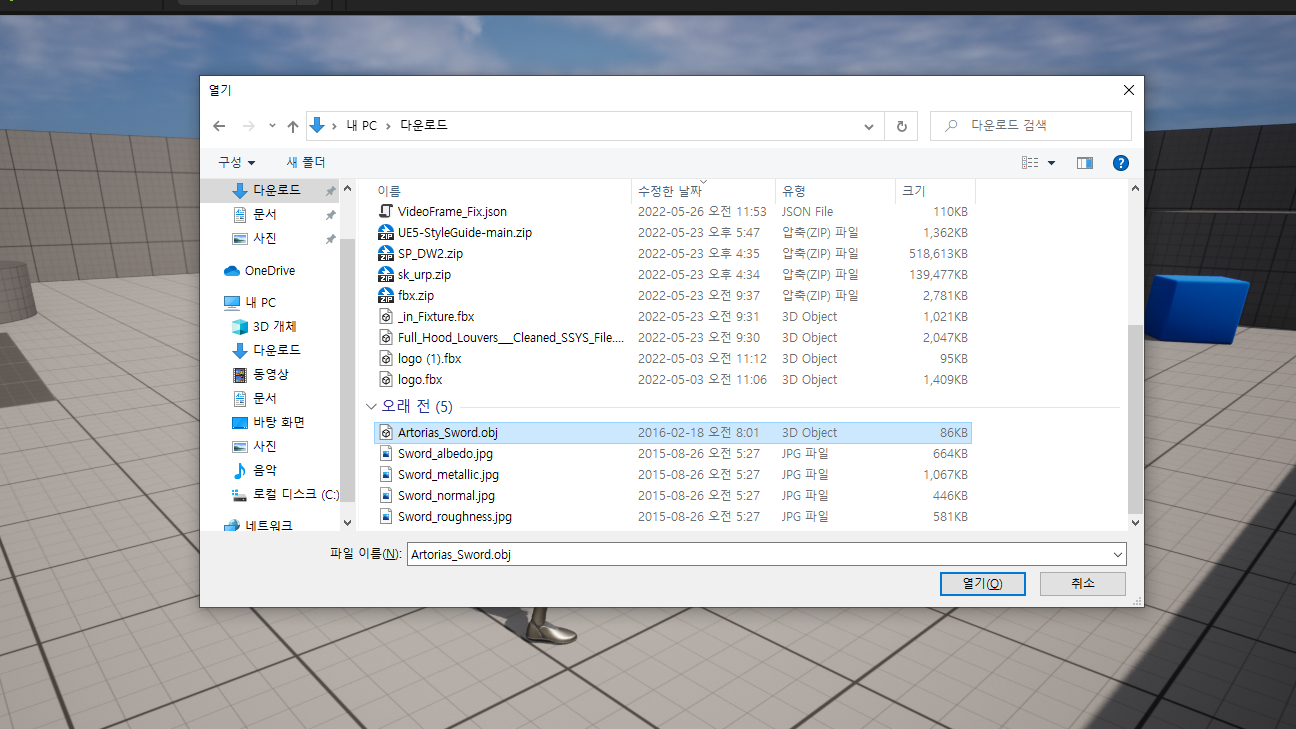 열기
내 PC > 다운로드
다운로드 검색
구성 새 폴더
이름 수정한 날짜 유형 크기
다운로드
문서
사진
OneDrive
내 PC
3D 개체
다운로드
동영상
문서
바탕 화면
사진
음악
로컬 디스크 (C:)
네트워크
VideoFrame_Fix.json 2022-05-26 오전 11:53 JSON File 110KB
UE5-StyleGuide-main.zip 2022-05-23 오후 5:47 압축(ZIP) 파일 1,362KB
SP_DW2.zip 2022-05-23 오후 4:35 압축(ZIP) 파일 518,613KB
sk_urp.zip 2022-05-23 오후 4:34 압축(ZIP) 파일 139,477KB
fbx.zip 2022-05-23 오전 9:37 압축(ZIP) 파일 2,781KB
_in_Fixture.fbx 2022-05-23 오전 9:31 3D Object 1,021KB
Full_Hood_Louvers___Cleaned_SSYS_File.... 2022-05-23 오전 9:30 3D Object 2,047KB
logo (1).fbx 2022-05-03 오전 11:12 3D Object 95KB
logo.fbx 2022-05-03 오전 11:06 3D Object 1,409KB
오래 전 (5)
Artorias_Sword.obj 2016-02-18 오전 8:01 3D Object 86KB
Sword_albedo.jpg 2015-08-26 오전 5:27 JPG 파일 664KB
Sword_metallic.jpg 2015-08-26 오전 5:27 JPG 파일 1,067KB
Sword_normal.jpg 2015-08-26 오전 5:27 JPG 파일 446KB
Sword_roughness.jpg 2015-08-26 오전 5:27 JPG 파일 581KB
파일 이름(N): Artorias_Sword.obj
열기(O) 취소